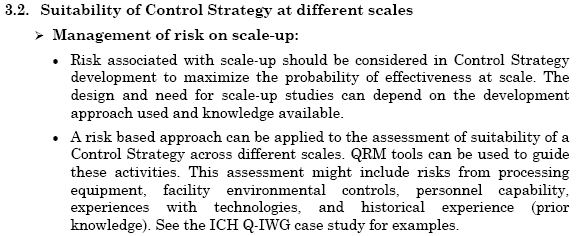 3.2. Suitability of Control Strategy at different scales
➢ Management of risk on scale-up:
• Risk associated with scale-up should be considered in Control Strategy
development to maximize the probability of effectiveness at scale. The
design and need for scale-up studies can depend on the development
approach used and knowledge available.
• A risk based approach can be applied to the assessment of suitability of a
Control Strategy across different scales. QRM tools can be used to guide
these activities. This assessment might include risks from processing
equipment, facility environmental controls, personnel capability,
experiences with technologies, and historical experience (prior
knowledge). See the ICH Q-IWG case study for examples.